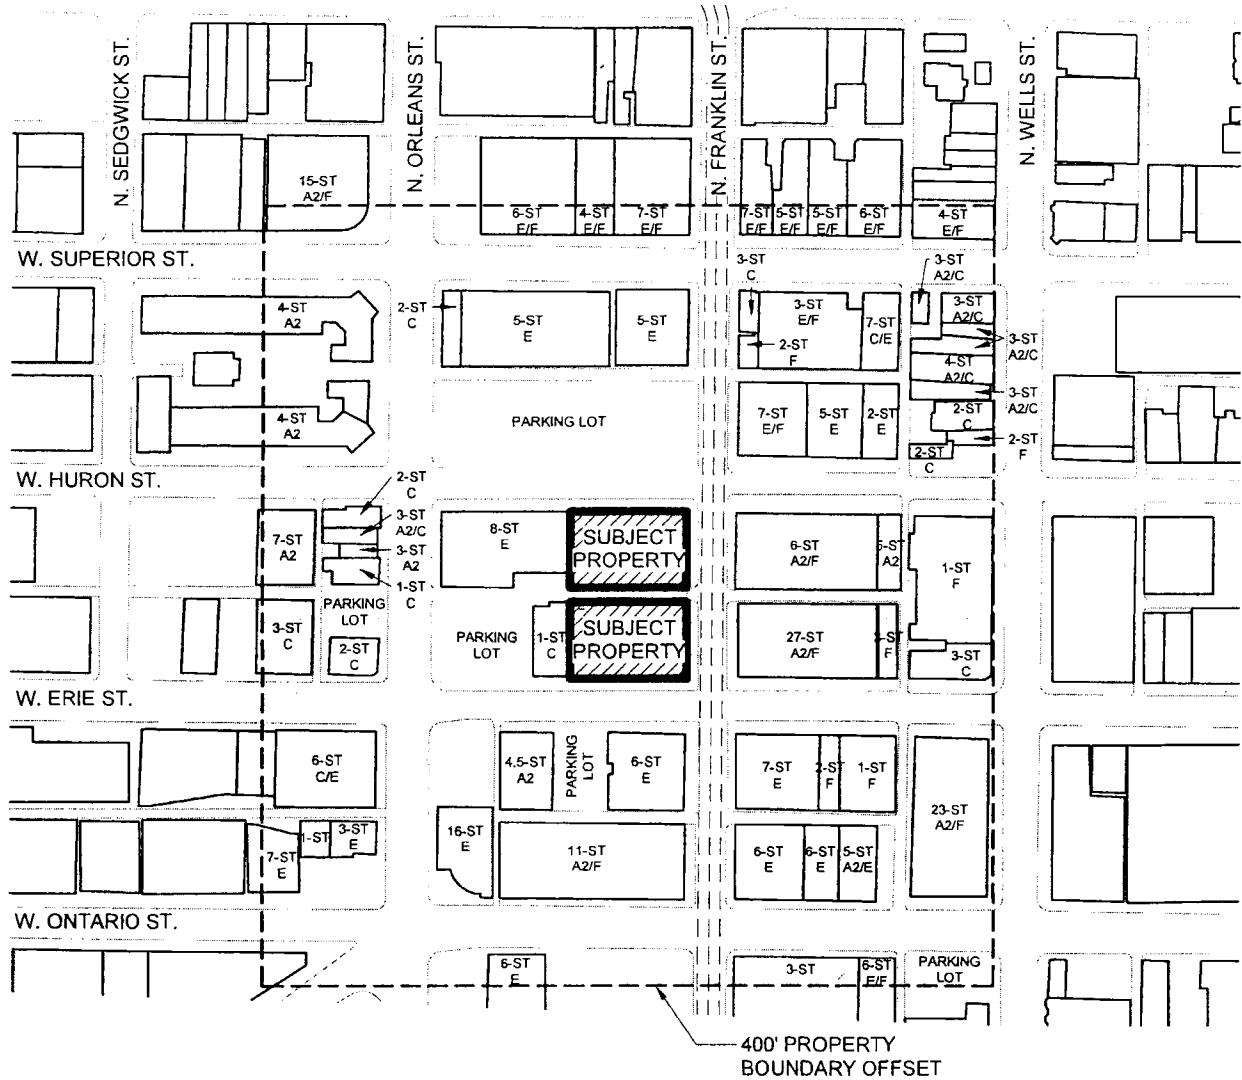 N. SEDGWICK ST.
N. ORLEANS ST.
N. FRANKLIN ST.
N. WELLS ST.
15-ST
A2/F
6-ST
E/F
4-ST
E/F
7-ST
E/F
7-ST
E/F
5-ST
E/F
5-ST
E/F
6-ST
E/F
4-ST
E/F
W. SUPERIOR ST.
4-ST
A2
2-ST
C
5-ST
E
5-ST
E
3-ST
C
3-ST
E/F
2-ST
F
7-ST
C/E
3-ST
A2/C
3-ST
A2/C
3-ST
A2/C
4-ST
A2/C
3-ST
A2/C
4-ST
A2
PARKING LOT
7-ST
E/F
5-ST
E
2-ST
E
2-ST
C
2-ST
F
2-ST
C
W. HURON ST.
7-ST
A2
2-ST
C
3-ST
A2/C
3-ST
A2
1-ST
C
8-ST
E
SUBJECT
PROPERTY
6-ST
A2/F
5-ST
A2
1-ST
F
3-ST
C
PARKING
LOT
2-ST
C
PARKING
LOT
1-ST
C
SUBJECT
PROPERTY
27-ST
A2/F
-ST
F
3-ST
C
W. ERIE ST.
6-ST
C/E
4.5-ST
A2
PARKING
LOT
6-ST
E
7-ST
E
2-ST
F
1-ST
F
23-ST
A2/F
7-ST
E
1-ST
3-ST
E
16-ST
E
11-ST
A2/F
6-ST
E
6-ST
E
5-ST
A2/E
W. ONTARIO ST.
6-ST
E
3-ST
6-ST
E/F
PARKING
LOT
400' PROPERTY
BOUNDARY OFFSET